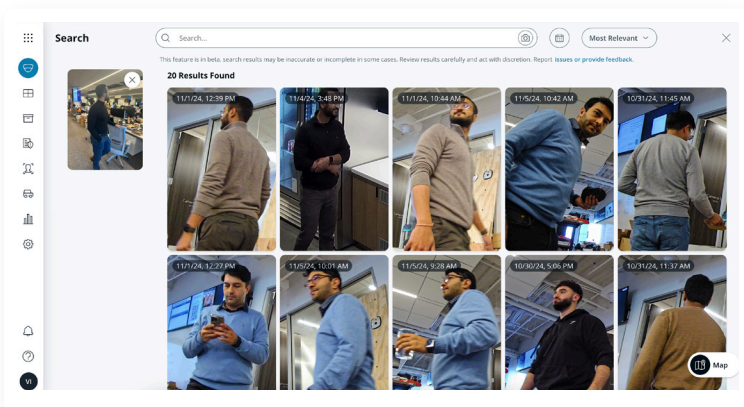 Search
Search...
Most Relevant
This feature is in beta, search results may be inaccurate or incomplete in some cases. Review results carefully and act with discretion. Report issues or provide feedback.
20 Results Found
11/1/24, 12:39 PM
11/4/24, 3:48 PM
11/1/24, 10:44 AM
11/5/24, 10:42 AM
10/31/24, 11:45 AM
11/1/24, 12:27 PM
11/5/24, 10:01 AM
11/5/24, 9:28 AM
10/30/24, 5:06 PM
10/31/24, 11:37 AM
Map
VI